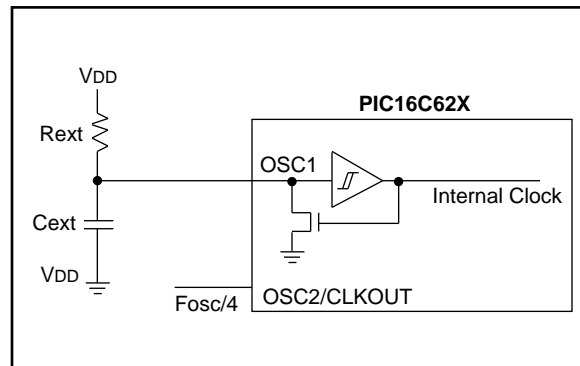 VDD
PIC16C62X
Rext
OSC1
Internal Clock
Cext
VDD
Fosc/4
OSC2/CLKOUT